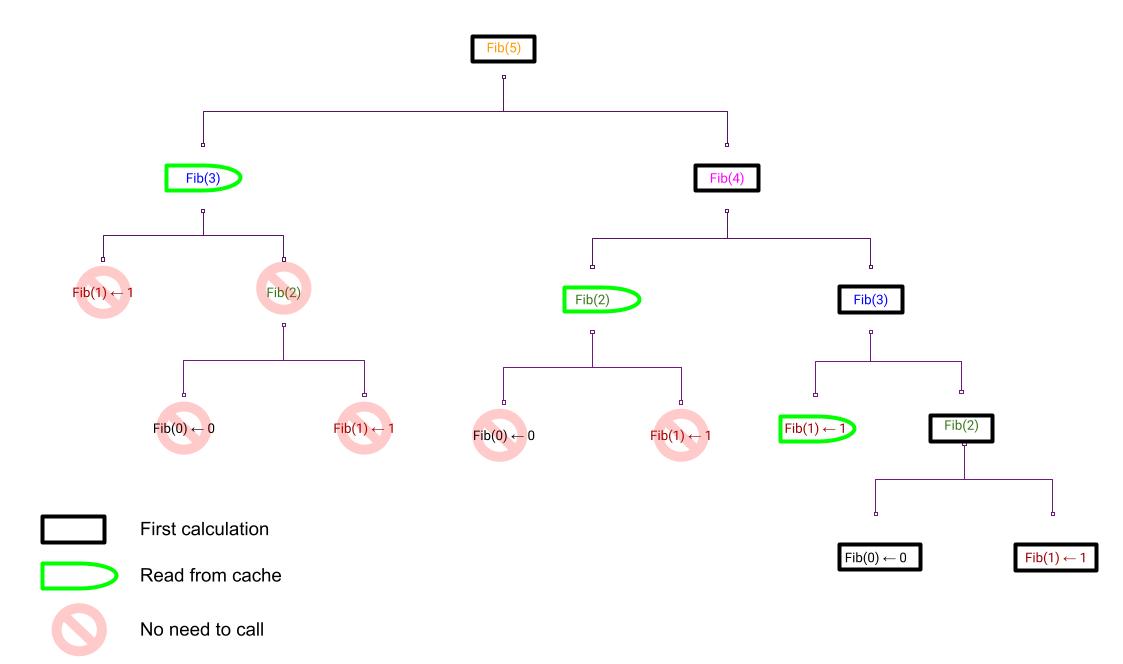 Fib(5)
Fib(3)
Fib(4)
Fib(1) ← 1
Fib(2)
Fib(2)
Fib(3)
Fib(0) ← 0
Fib(1) ← 1
Fib(0) ← 0
Fib(1) ← 1
Fib(1) ← 1
Fib(2)
Fib(0) ← 0
Fib(1) ← 1
First calculation
Read from cache
No need to call